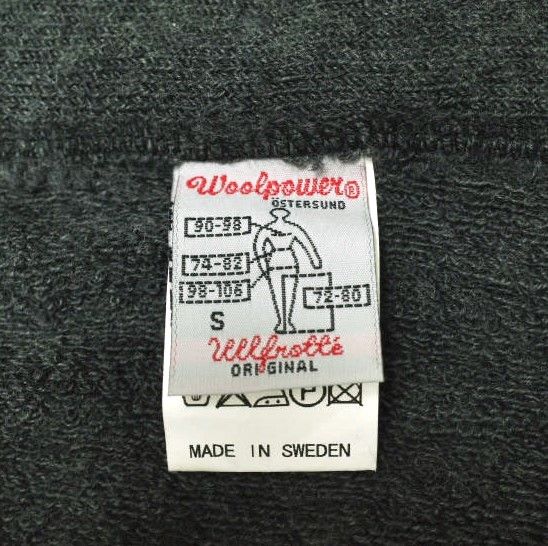 Woolpower®
ÖSTERSUND
90-98
74-82
98-106
72-80
S
Ullfrotté
ORIGINAL
P
MADE IN SWEDEN